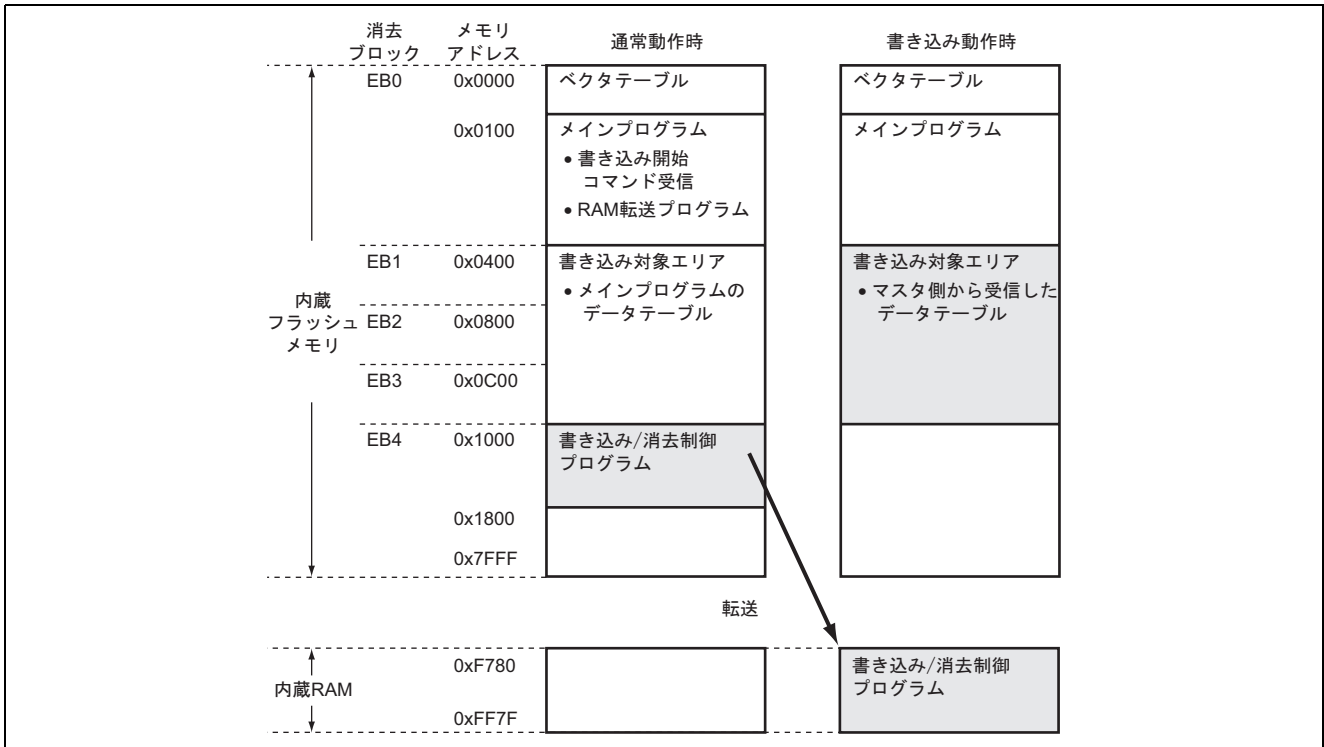 消去
ブロック
メモリ
アドレス
通常動作時
書き込み動作時
EB0 0x0000 ベクタテーブル ベクタテーブル
0x0100 メインプログラム メインプログラム
• 書き込み開始
コマンド受信
• RAM転送プログラム
EB1 0x0400 書き込み対象エリア 書き込み対象エリア
• メインプログラムの
データテーブル
• マスタ側から受信した
データテーブル
内蔵
フラッシュ
メモリ
EB2 0x0800
EB3 0x0C00
EB4 0x1000 書き込み/消去制御
プログラム
0x1800
0x7FFF
転送
内蔵RAM
0xF780
書き込み/消去制御
プログラム
0xFF7F